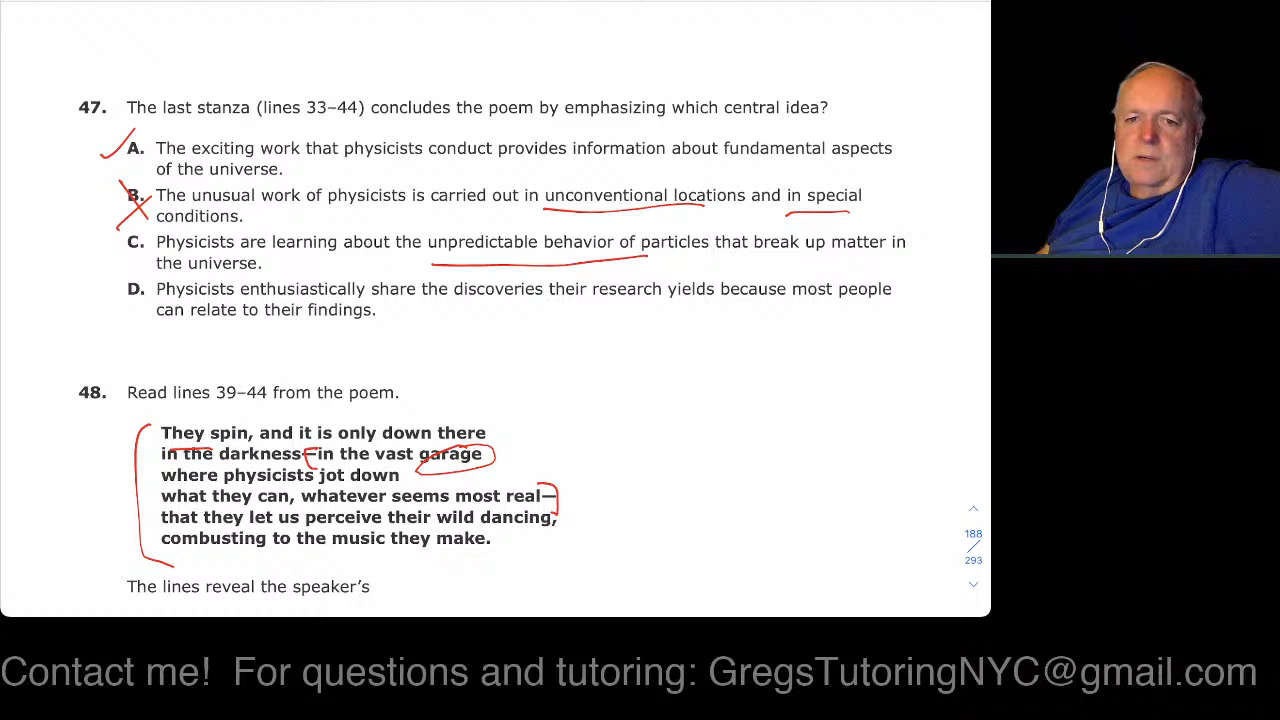 47. The last stanza (lines 33–44) concludes the poem by emphasizing which central idea?
A. The exciting work that physicists conduct provides information about fundamental aspects
of the universe.
B. The unusual work of physicists is carried out in unconventional locations and in special
conditions.
C. Physicists are learning about the unpredictable behavior of particles that break up matter in
the universe.
D. Physicists enthusiastically share the discoveries their research yields because most people
can relate to their findings.
48. Read lines 39–44 from the poem.
They spin, and it is only down there
in the darkness—in the vast garage
where physicists jot down
what they can, whatever seems most real—
that they let us perceive their wild dancing,
combusting to the music they make.
The lines reveal the speaker's
188
293
Contact me! For questions and tutoring: GregsTutoringNYC@gmail.com